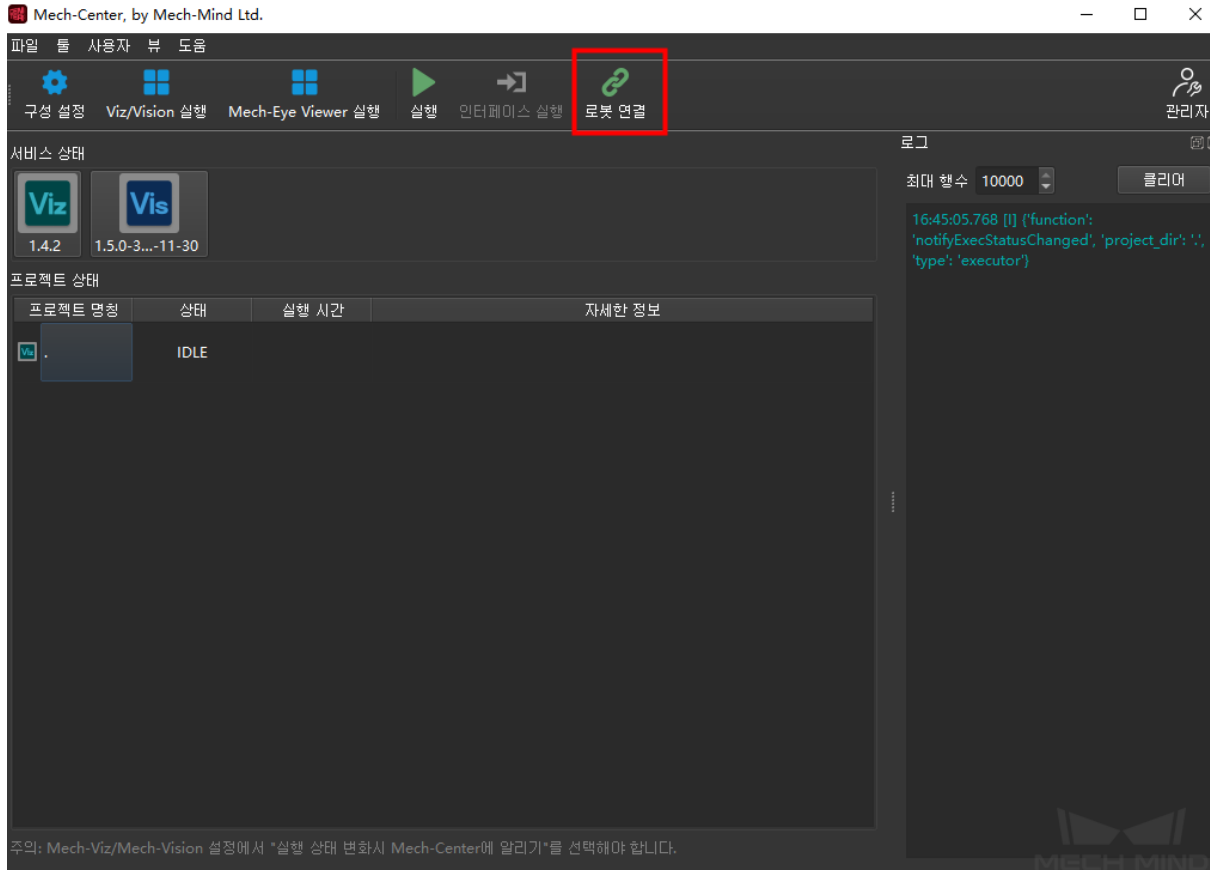 Mech-Center, by Mech-Mind Ltd.
파일 툴 사용자 뷰 도움
구성 설정 Viz/Vision 실행 Mech-Eye Viewer 실행 실행 인터페이스 실행 로봇 연결 관리자
서비스 상태
Viz Vis
1.4.2 1.5.0-3...-11-30
프로젝트 상태
프로젝트 명칭 상태 실행 시간 자세한 정보
Viz . IDLE
주의: Mech-Viz/Mech-Vision 설정에서 "실행 상태 변화시 Mech-Center에 알리기"를 선택해야 합니다.
로그
최대 행수 10000 클리어
16:45:05.768 [I] {'function':
'notifyExecStatusChanged', 'project_dir': '.',
'type': 'executor'}
MECH MIND